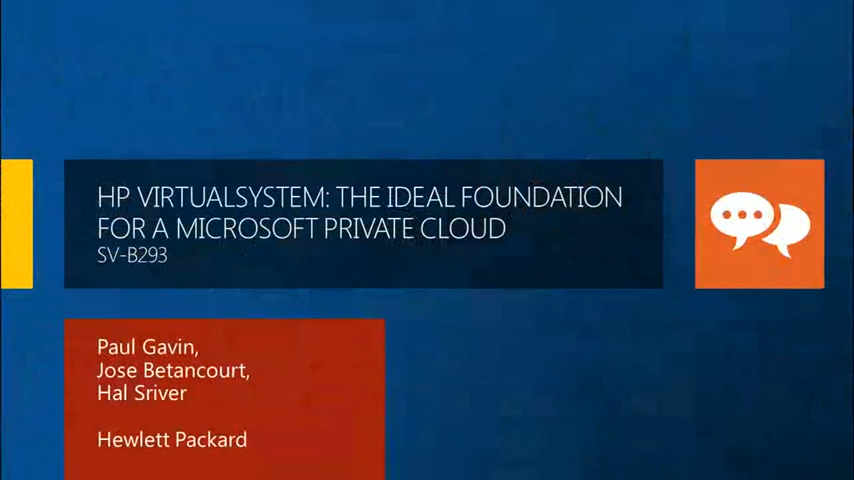 HP VIRTUALSYSTEM: THE IDEAL FOUNDATION
FOR A MICROSOFT PRIVATE CLOUD
SV-B293
Paul Gavin,
Jose Betancourt,
Hal Sriver
Hewlett Packard